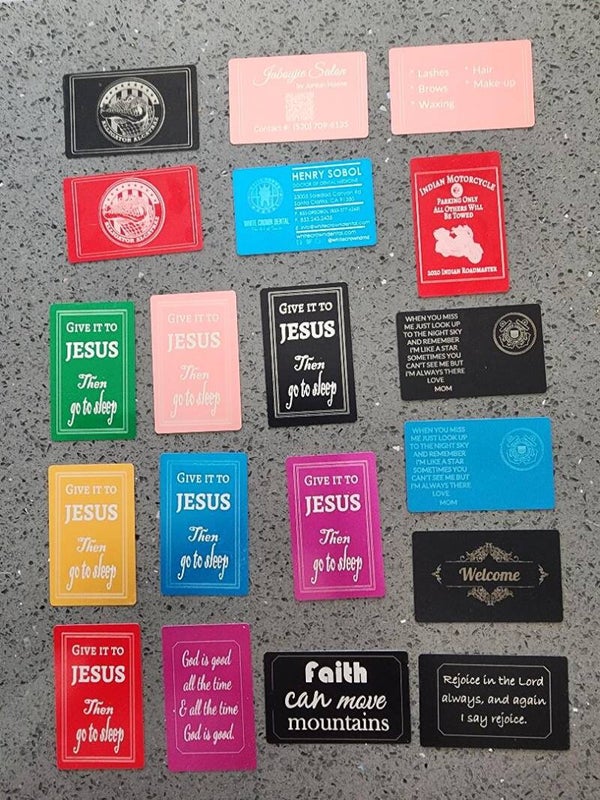 Jaboujie Salon
Contact #: (520) 709-6135
* Lashes
* Brows
* Waxing
* Hair
* Make-up
WHITE CROWN DENTAL
HENRY SOBOL
DOCTOR OF DENTAL MEDICINE
INDIAN MOTORCYCLE
PARKING ONLY
ALL OTHERS WILL
BE TOWED
2020 INDIAN ROADMASTER
GIVE IT TO
JESUS
Then
go to sleep
GIVE IT TO
JESUS
Then
go to sleep
GIVE IT TO
JESUS
Then
go to sleep
WHEN YOU MISS
ME JUST LOOK UP
TO THE NIGHT SKY
AND REMEMBER
I'M LIKE A STAR
SOMETIMES YOU
CAN'T SEE ME BUT
I'M ALWAYS THERE
LOVE
MOM
WHEN YOU MISS
ME JUST LOOK UP
TO THE NIGHT SKY
AND REMEMBER
I'M LIKE A STAR
SOMETIMES YOU
CAN'T SEE ME BUT
I'M ALWAYS THERE
LOVE
MOM
GIVE IT TO
JESUS
Then
go to sleep
GIVE IT TO
JESUS
Then
go to sleep
GIVE IT TO
JESUS
Then
go to sleep
Welcome
GIVE IT TO
JESUS
Then
go to sleep
God is good
all the time
& all the time
God is good.
Faith
can move
mountains
Rejoice in the Lord
always, and again
I say rejoice.